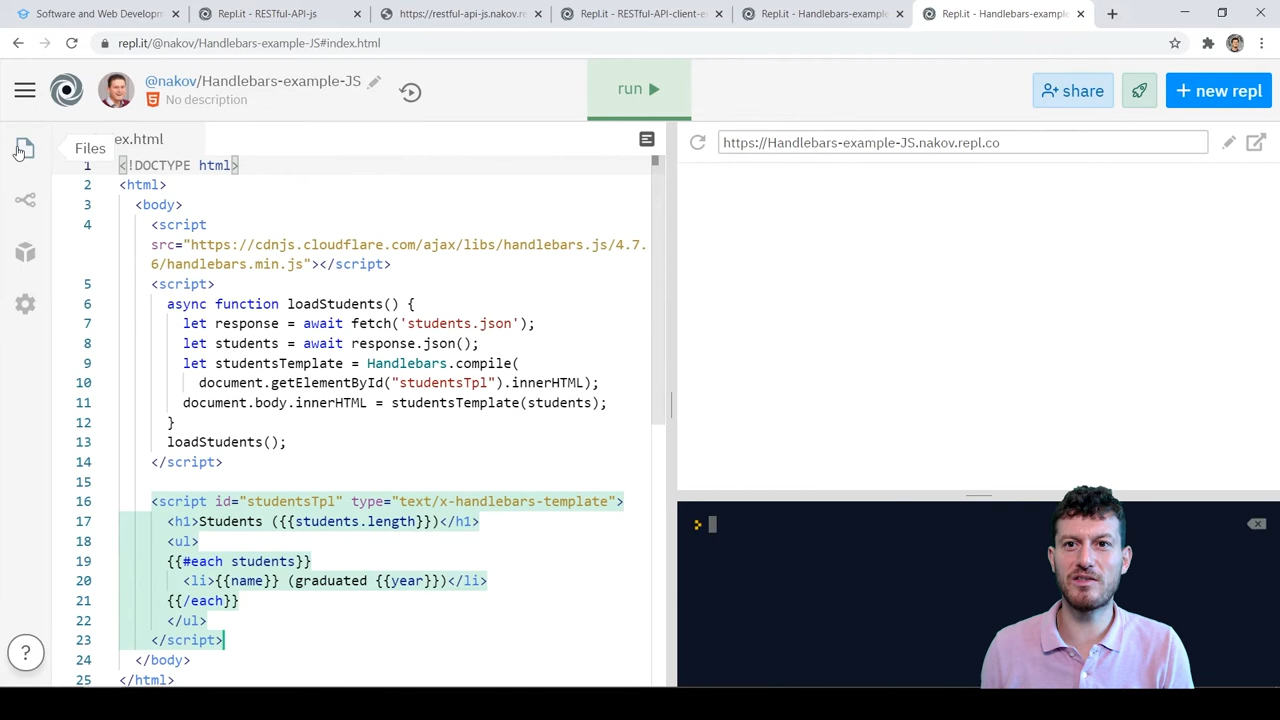 Software and Web Developm
Repl.it - RESTful-API-js
https://restful-api-js.nakov.r
Repl.it - RESTful-API-client-e
Repl.it - Handlebars-example
Repl.it - Handlebars-example
repl.it/@nakov/Handlebars-example-JS#index.html
@nakov/Handlebars-example-JS
No description
run
share
+ new repl
Files
ex.html
https://Handlebars-example-JS.nakov.repl.co
1 <!DOCTYPE html>
2 <html>
3 <body>
4 <script
src="https://cdnjs.cloudflare.com/ajax/libs/handlebars.js/4.7.
6/handlebars.min.js"></script>
5 <script>
6 async function loadStudents() {
7 let response = await fetch('students.json');
8 let students = await response.json();
9 let studentsTemplate = Handlebars.compile(
10 document.getElementById("studentsTpl").innerHTML);
11 document.body.innerHTML = studentsTemplate(students);
12 }
13 loadStudents();
14 </script>
15
16 <script id="studentsTpl" type="text/x-handlebars-template">
17 <h1>Students ({{students.length}})</h1>
18 <ul>
19 {{#each students}}
20 <li>{{name}} (graduated {{year}})</li>
21 {{/each}}
22 </ul>
23 </script>
24 </body>
25 </html>
?